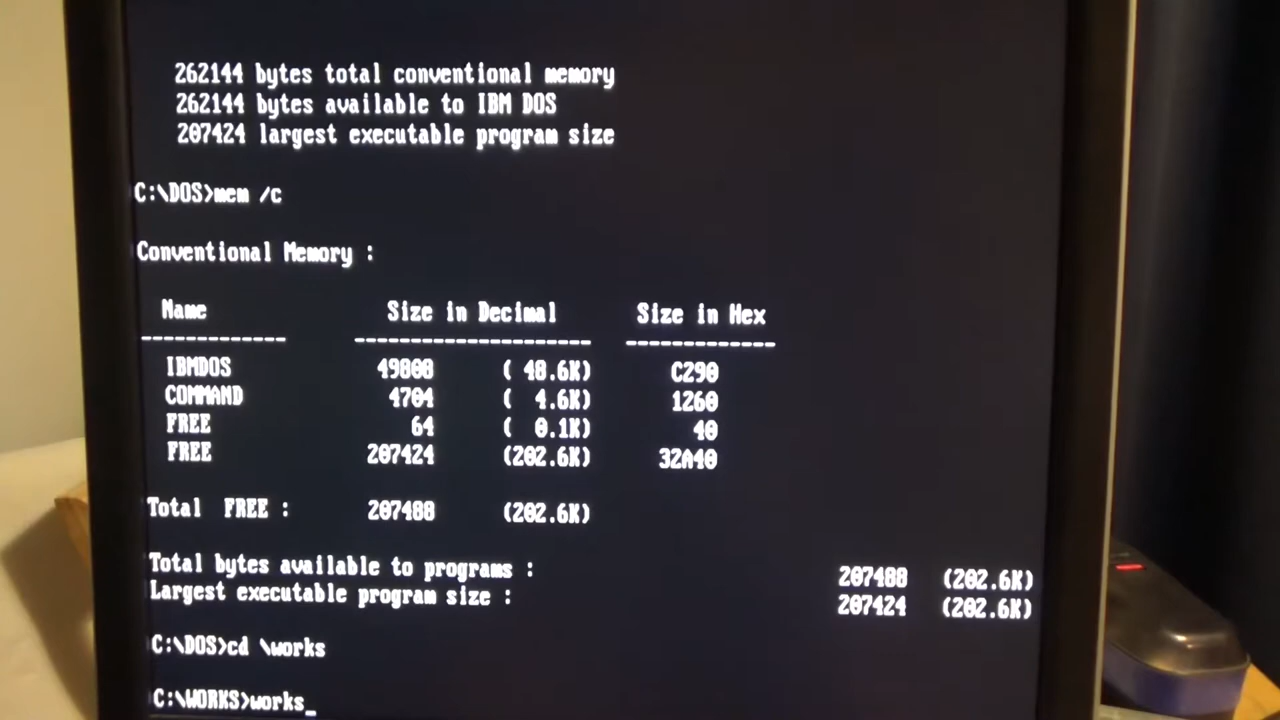 262144 bytes total conventional memory
262144 bytes available to IBM DOS
207424 largest executable program size
C:\DOS>mem /c
Conventional Memory :
Name Size in Decimal Size in Hex
------------- --------------------- -------------
IBMDOS 49808 ( 48.6K) C290
COMMAND 4704 ( 4.6K) 1260
FREE 64 ( 0.1K) 40
FREE 207424 (202.6K) 32A40
Total FREE : 207488 (202.6K)
Total bytes available to programs : 207488 (202.6K)
Largest executable program size : 207424 (202.6K)
C:\DOS>cd \works
C:\WORKS>works_